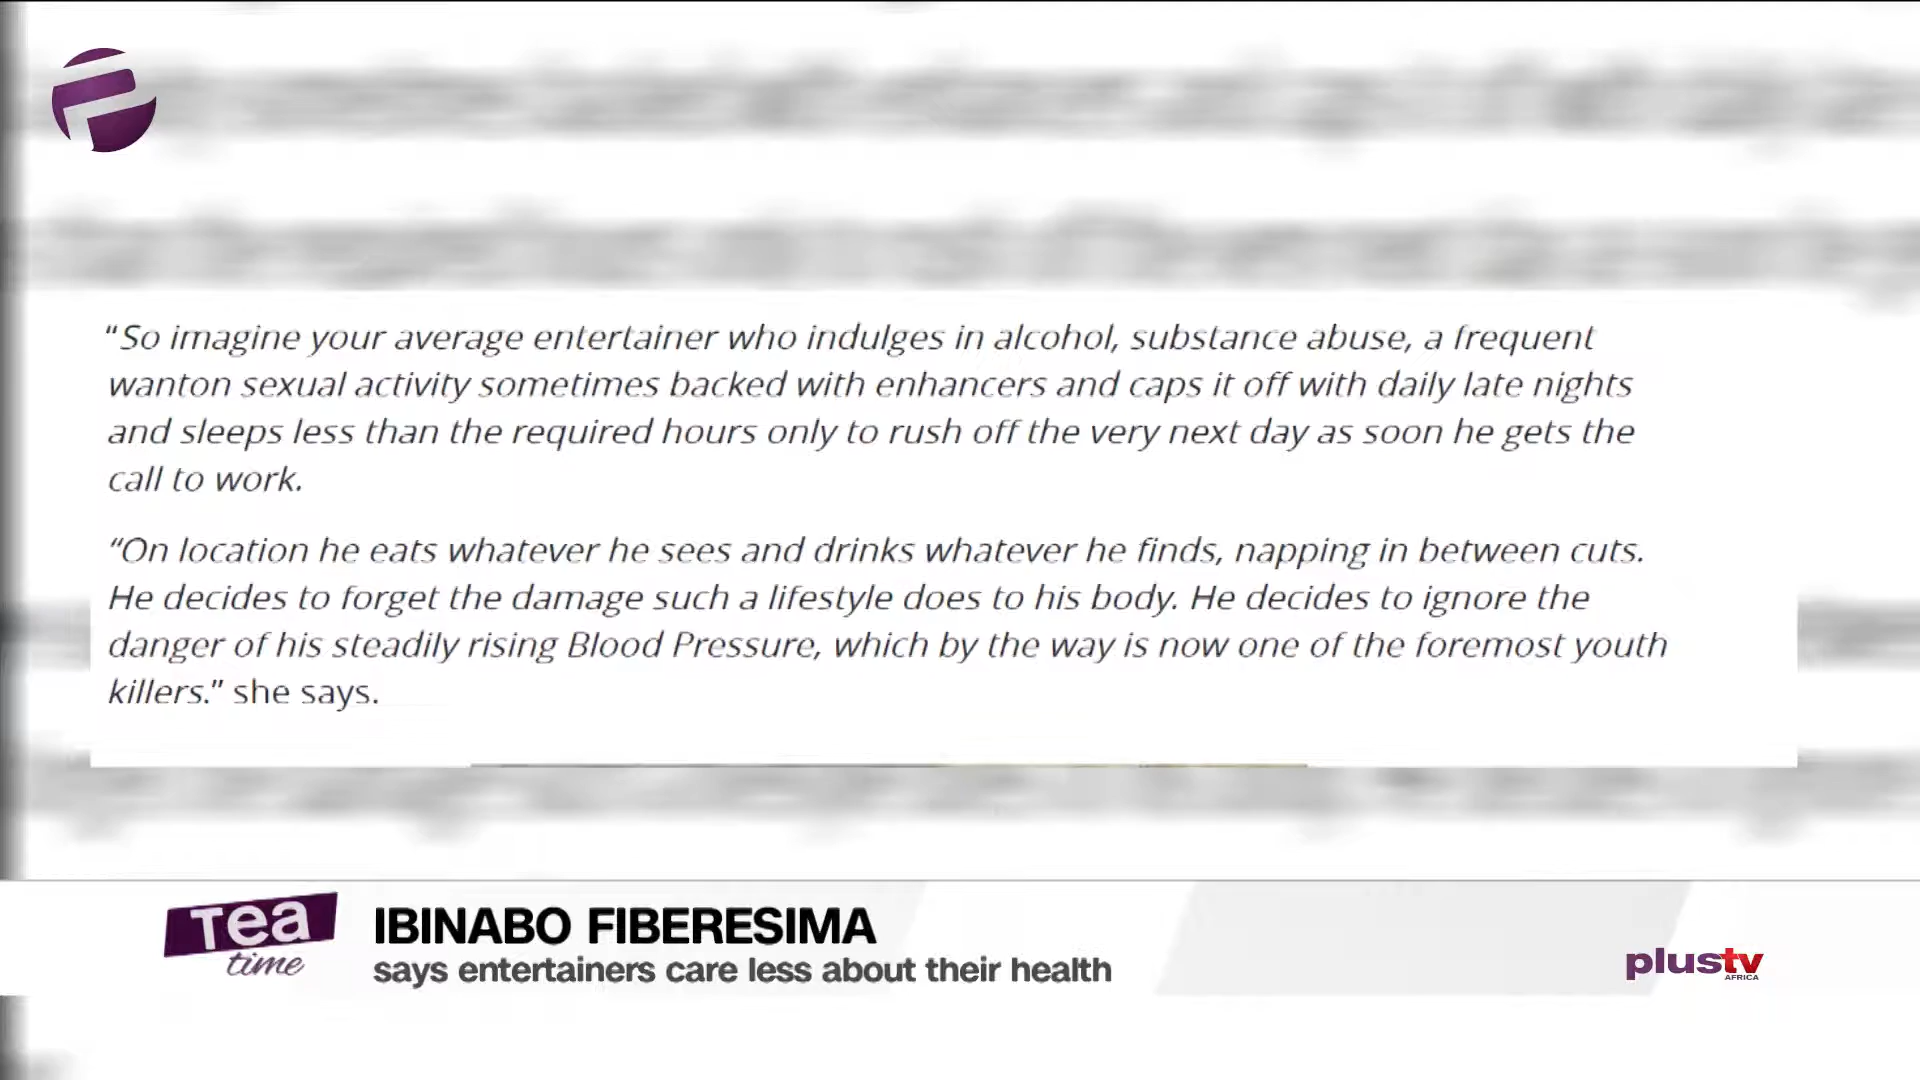 “So imagine your average entertainer who indulges in alcohol, substance abuse, a frequent
wanton sexual activity sometimes backed with enhancers and caps it off with daily late nights
and sleeps less than the required hours only to rush off the very next day as soon he gets the
call to work.
“On location he eats whatever he sees and drinks whatever he finds, napping in between cuts.
He decides to forget the damage such a lifestyle does to his body. He decides to ignore the
danger of his steadily rising Blood Pressure, which by the way is now one of the foremost youth
killers.” she says.
Tea
time
IBINABO FIBERESIMA
says entertainers care less about their health
plustv
AFRICA